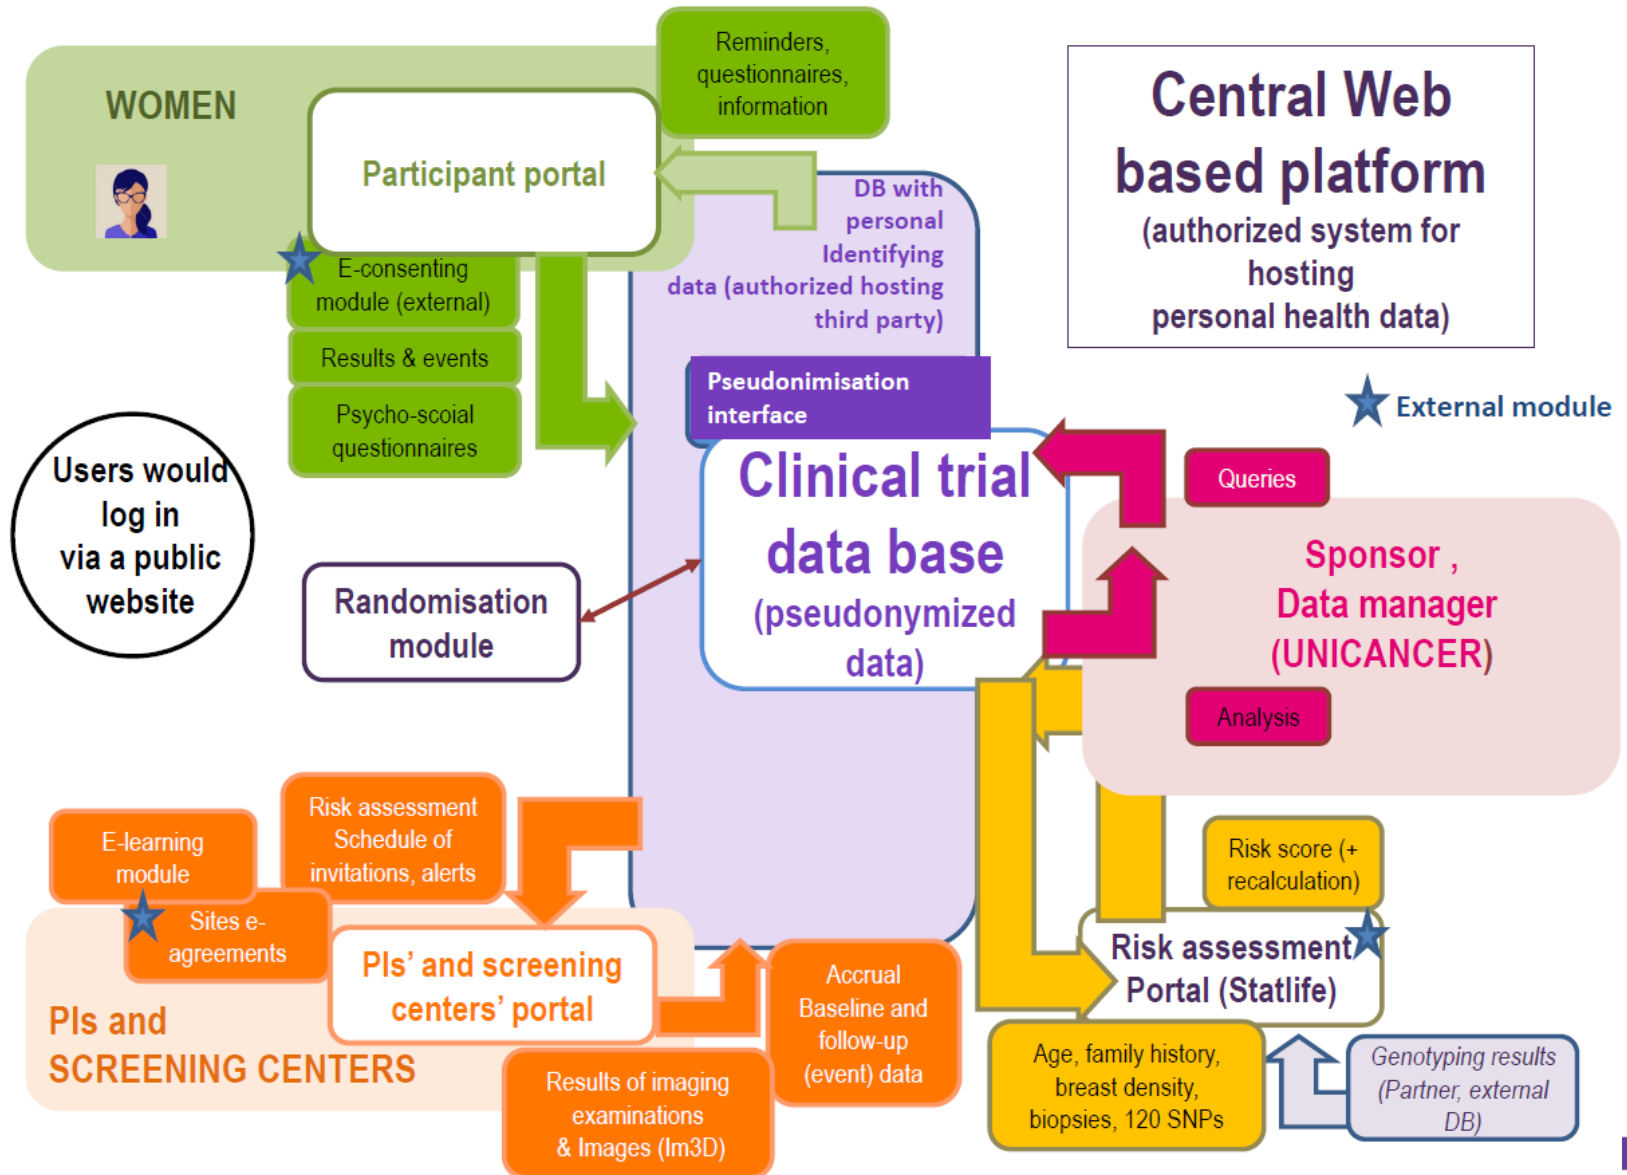 Reminders,
questionnaires,
information
WOMEN
Participant portal
Central Web
based platform
(authorized system for
hosting
personal health data)
DB with
personal
Identifying
data (authorized hosting
third party)
E-consenting
module (external)
Results & events
Psycho-scoial
questionnaires
Pseudonimisation
interface
External module
Users would
log in
via a public
website
Clinical trial
data base
(pseudonymized
data)
Queries
Sponsor ,
Data manager
(UNICANCER)
Analysis
Randomisation
module
Risk assessment
Schedule of
invitations, alerts
E-learning
module
Sites e-
agreements
PIs' and screening
centers' portal
PIs and
SCREENING CENTERS
Accrual
Baseline and
follow-up
(event) data
Results of imaging
examinations
& Images (Im3D)
Risk score (+
recalculation)
Risk assessment
Portal (Statlife)
Age, family history,
breast density,
biopsies, 120 SNPs
Genotyping results
(Partner, external
DB)